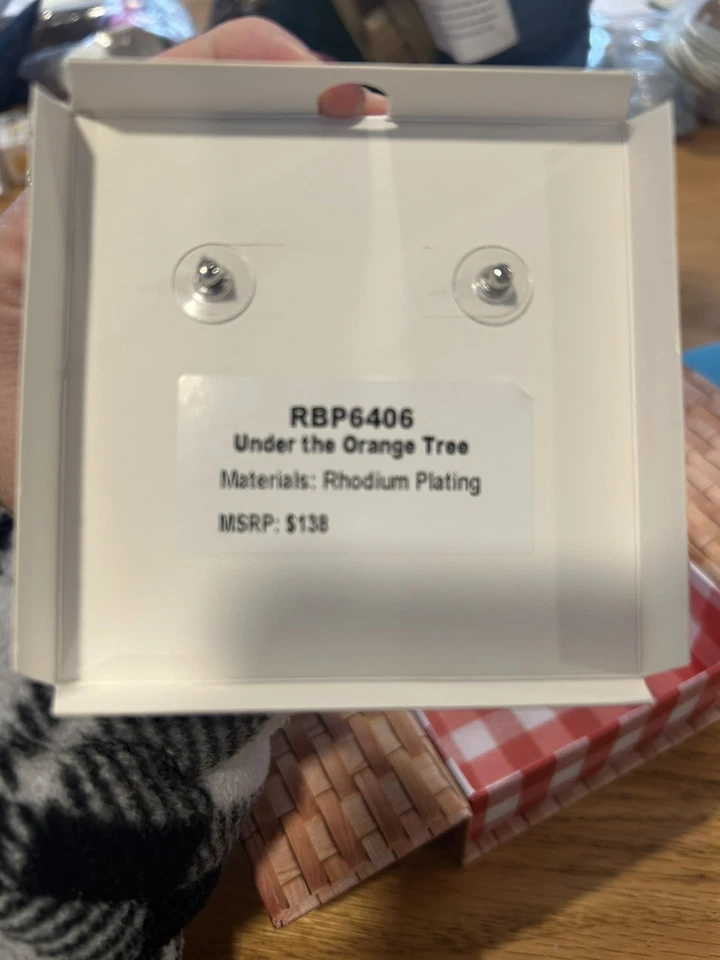 RBP6406
Under the Orange Tree
Materials: Rhodium Plating
MSRP: $138